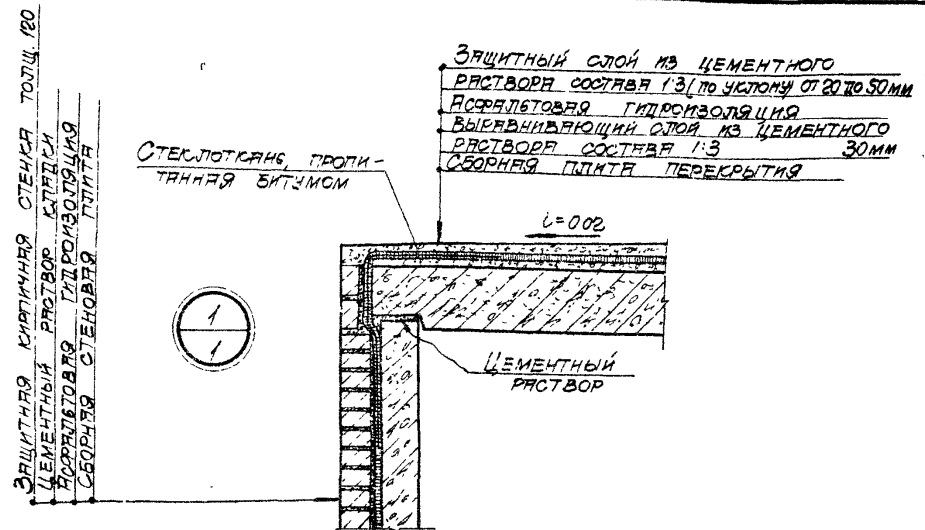 ЗАЩИТНАЯ КИРПИЧНАЯ СТЕНКА ТОЛЩ. 120
ЦЕМЕНТНЫЙ РАСТВОР КЛАДКИ
АСФАЛЬТОВАЯ ГИДРОИЗОЛЯЦИЯ
СБОРНАЯ СТЕНОВАЯ ПЛИТА
СТЕКЛОТКАНЬ, ПРОПИ-
ТАННАЯ БИТУМОМ
ЗАЩИТНЫЙ СЛОЙ ИЗ ЦЕМЕНТНОГО
РАСТВОРА СОСТАВА 1:3 (ПО УКЛОНУ) ОТ 20 ДО 50 ММ
АСФАЛЬТОВАЯ ГИДРОИЗОЛЯЦИЯ
ВЫРАВНИВАЮЩИЙ СЛОЙ ИЗ ЦЕМЕНТНОГО
РАСТВОРА СОСТАВА 1:3 30ММ
СБОРНАЯ ПЛИТА ПЕРЕКРЫТИЯ
i=0.02
1
1
ЦЕМЕНТНЫЙ
РАСТВОР